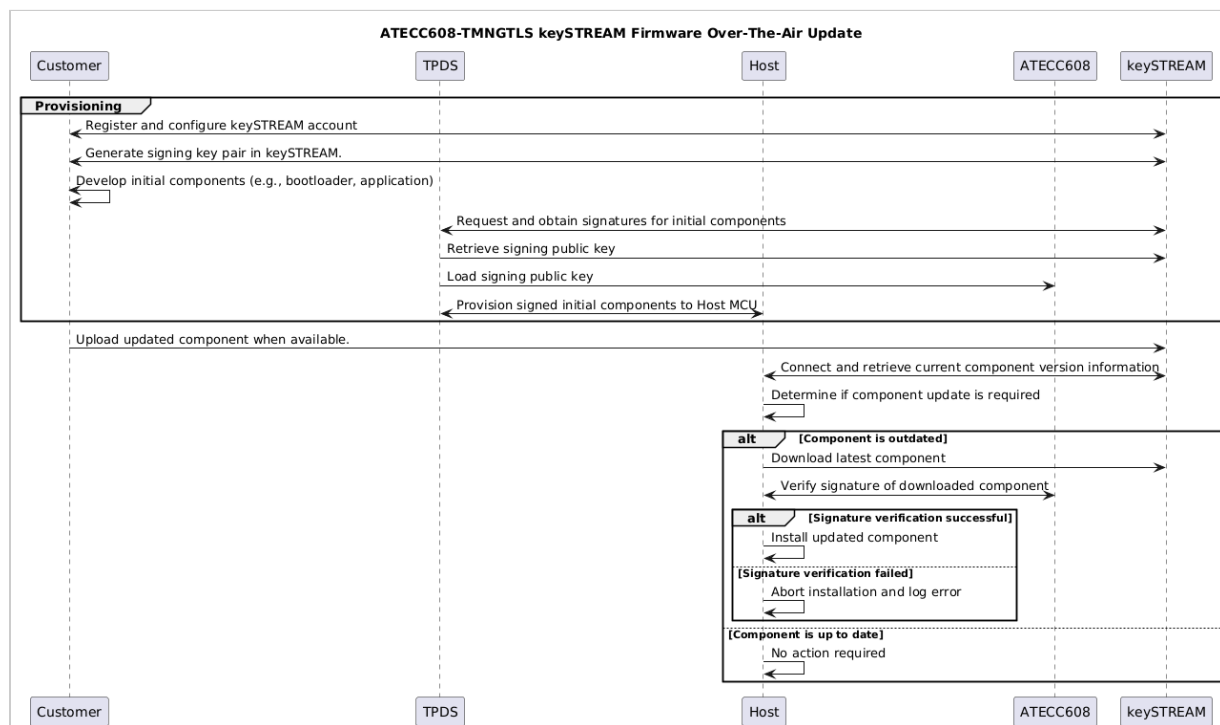 ATECC608-TMNGTLS keySTREAM Firmware Over-The-Air Update
Customer TPDS Host ATECC608 keySTREAM
Provisioning
Register and configure keySTREAM account
Generate signing key pair in keySTREAM.
Develop initial components (e.g., bootloader, application)
Request and obtain signatures for initial components
Retrieve signing public key
Load signing public key
Provision signed initial components to Host MCU
Upload updated component when available.
Connect and retrieve current component version information
Determine if component update is required
alt [Component is outdated]
Download latest component
Verify signature of downloaded component
alt [Signature verification successful]
Install updated component
[Signature verification failed]
Abort installation and log error
[Component is up to date]
No action required
Customer TPDS Host ATECC608 keySTREAM